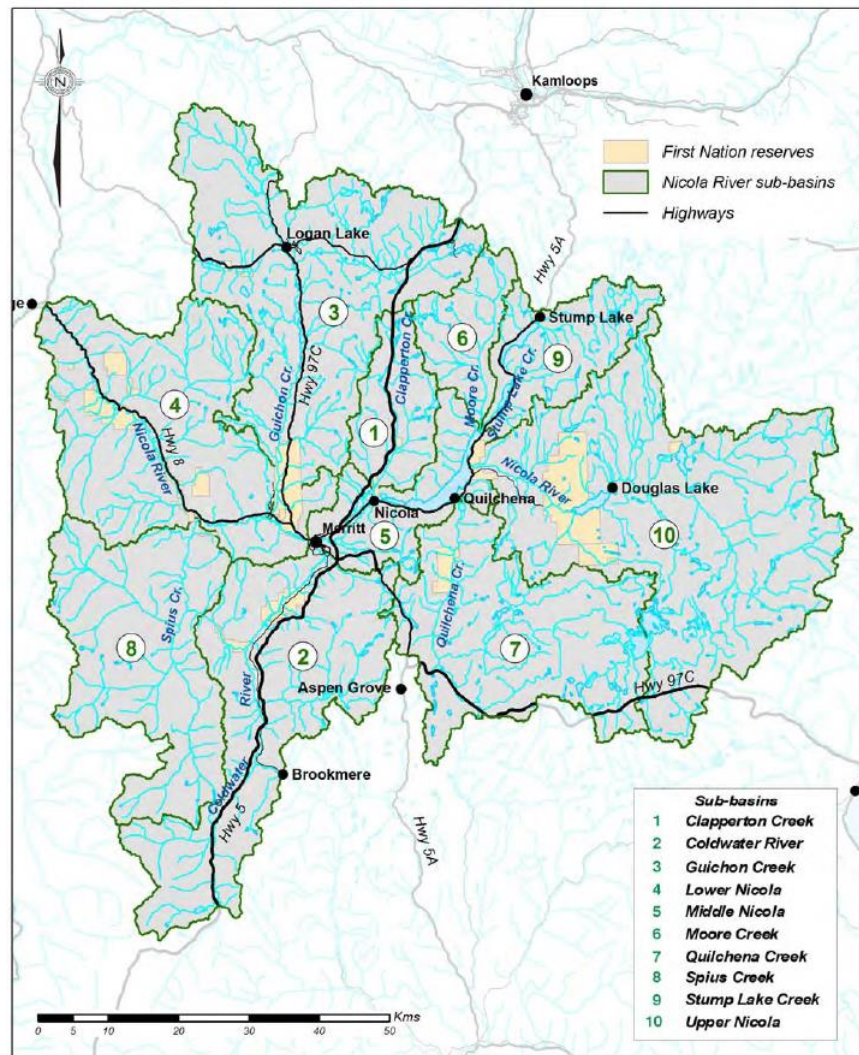 N
Kamloops
First Nation reserves
Nicola River sub-basins
Highways
Logan Lake
Hwy 5A
ge
3
Stump Lake
6
9
Clapperton Cr.
Guichon Cr.
Hwy 97C
Moore Cr.
Stump Lake Cr.
4
1
Nicola River
Hwy 8
Nicola River
Douglas Lake
Quilchena
Nicola
Merritt
5
10
Quilchena Cr.
Spius Cr.
8
2
7
River
Aspen Grove
Hwy 97C
Brookmere
Coldwater
Hwy 5
Hwy 5A
Sub-basins
1 Clapperton Creek
2 Coldwater River
3 Guichon Creek
4 Lower Nicola
5 Middle Nicola
6 Moore Creek
7 Quilchena Creek
8 Spius Creek
9 Stump Lake Creek
10 Upper Nicola
Kms
0 5 10 20 30 40 50